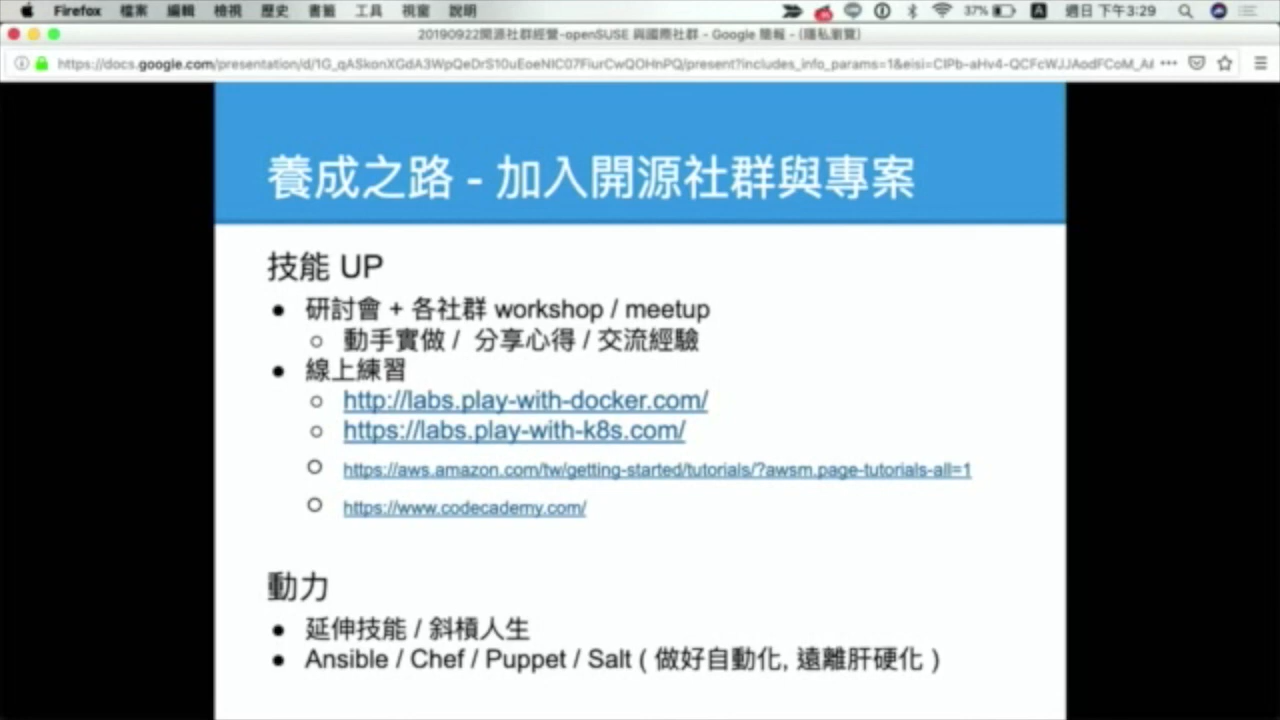 Firefox 檔案 編輯 檢視 歷史 書籤 工具 視窗 說明 37% A 週日 下午3:29
20190922開源社群經營-openSUSE 與國際社群 - Google 簡報 - (隱私瀏覽)
https://docs.google.com/presentation/d/1G_qASkonXGdA3WpQeDrS10uEoeNIC07FiurCwQOHnPQ/present?includes_info_params=1&eisi=CIPb-aHv4-QCFcWJJAodFCoM_A
養成之路 - 加入開源社群與專案
技能 UP
● 研討會 + 各社群 workshop / meetup
○ 動手實做 / 分享心得 / 交流經驗
● 線上練習
○ http://labs.play-with-docker.com/
○ https://labs.play-with-k8s.com/
○ https://aws.amazon.com/tw/getting-started/tutorials/?awsm.page-tutorials-all=1
○ https://www.codecademy.com/
動力
● 延伸技能 / 斜槓人生
● Ansible / Chef / Puppet / Salt ( 做好自動化, 遠離肝硬化 )